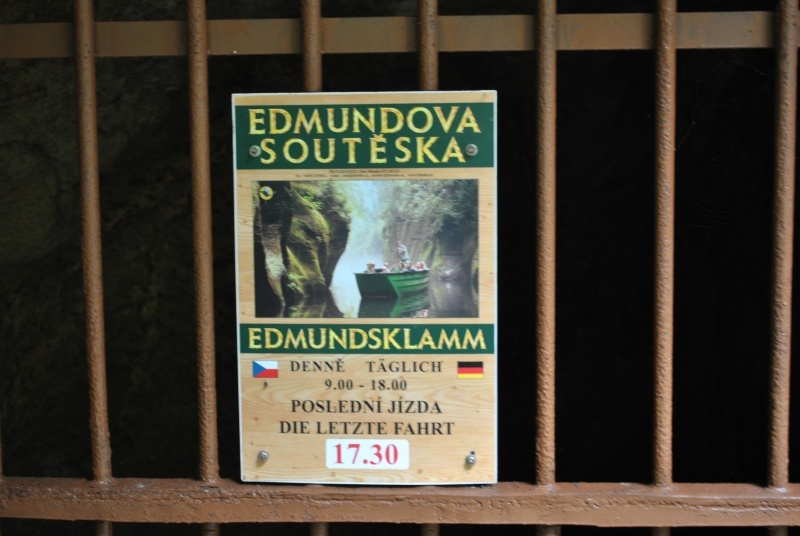 EDMUNDOVA
SOUTĚSKA
EDMUNDSKLAMM
DENNĚ TÄGLICH
9.00 - 18.00
POSLEDNÍ JÍZDA
DIE LETZTE FAHRT
17.30